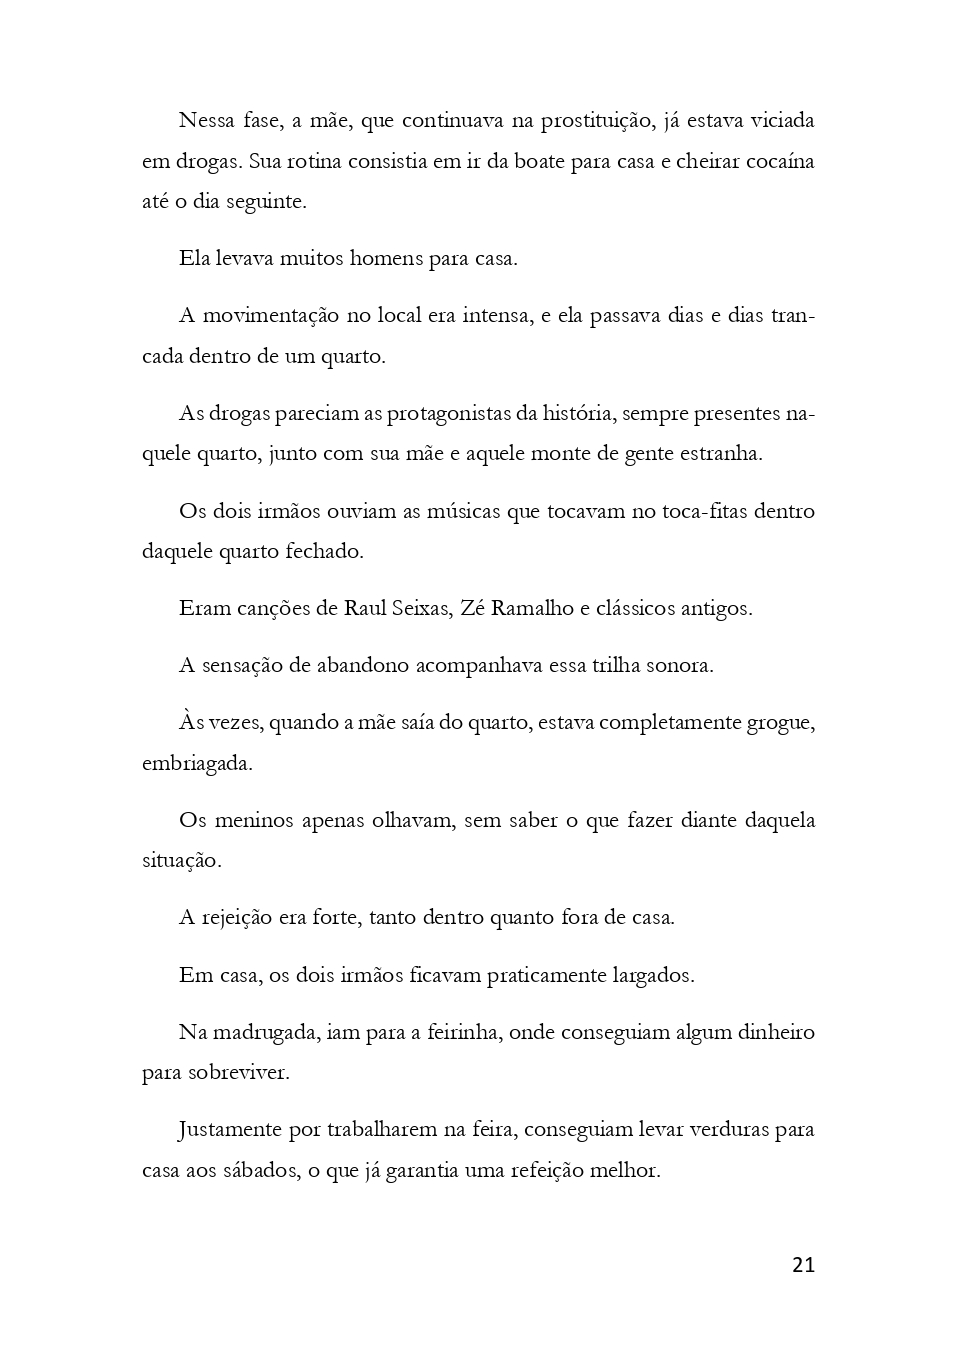 Nessa fase, a mãe, que continuava na prostituição, já estava viciada
em drogas. Sua rotina consistia em ir da boate para casa e cheirar cocaína
até o dia seguinte.
Ela levava muitos homens para casa.
A movimentação no local era intensa, e ela passava dias e dias tran-
cada dentro de um quarto.
As drogas pareciam as protagonistas da história, sempre presentes na-
quele quarto, junto com sua mãe e aquele monte de gente estranha.
Os dois irmãos ouviam as músicas que tocavam no toca-fitas dentro
daquele quarto fechado.
Eram canções de Raul Seixas, Zé Ramalho e clássicos antigos.
A sensação de abandono acompanhava essa trilha sonora.
Às vezes, quando a mãe saía do quarto, estava completamente grogue,
embriagada.
Os meninos apenas olhavam, sem saber o que fazer diante daquela
situação.
A rejeição era forte, tanto dentro quanto fora de casa.
Em casa, os dois irmãos ficavam praticamente largados.
Na madrugada, iam para a feirinha, onde conseguiam algum dinheiro
para sobreviver.
Justamente por trabalharem na feira, conseguiam levar verduras para
casa aos sábados, o que já garantia uma refeição melhor.
21